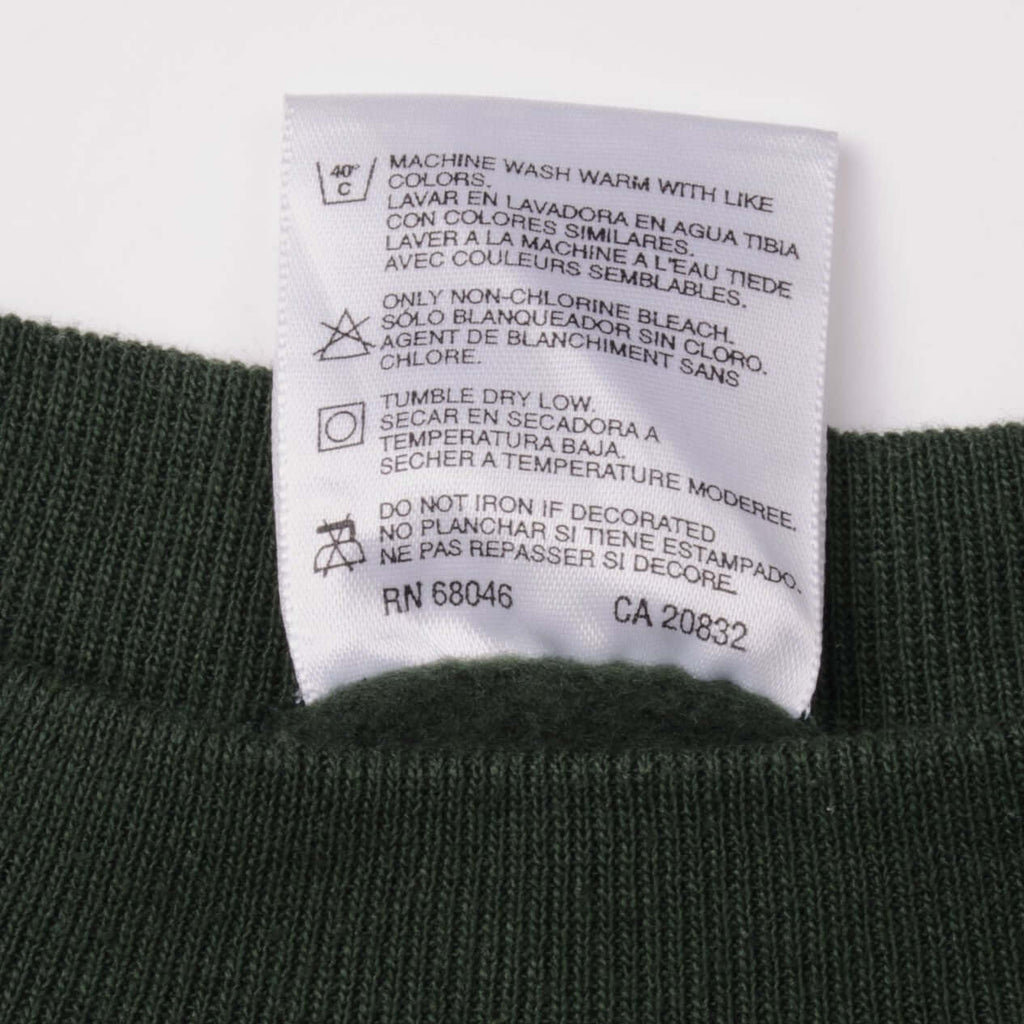 40°
C
MACHINE WASH WARM WITH LIKE
COLORS.
LAVAR EN LAVADORA EN AGUA TIBIA
CON COLORES SIMILARES.
LAVER A LA MACHINE A L'EAU TIEDE
AVEC COULEURS SEMBLABLES.
ONLY NON-CHLORINE BLEACH.
SÓLO BLANQUEADOR SIN CLORO.
AGENT DE BLANCHIMENT SANS
CHLORE.
TUMBLE DRY LOW.
SECAR EN SECADORA A
TEMPERATURA BAJA.
SECHER A TEMPERATURE MODEREE.
DO NOT IRON IF DECORATED
NO PLANCHAR SI TIENE ESTAMPADO.
NE PAS REPASSER SI DECORE.
RN 68046 CA 20832